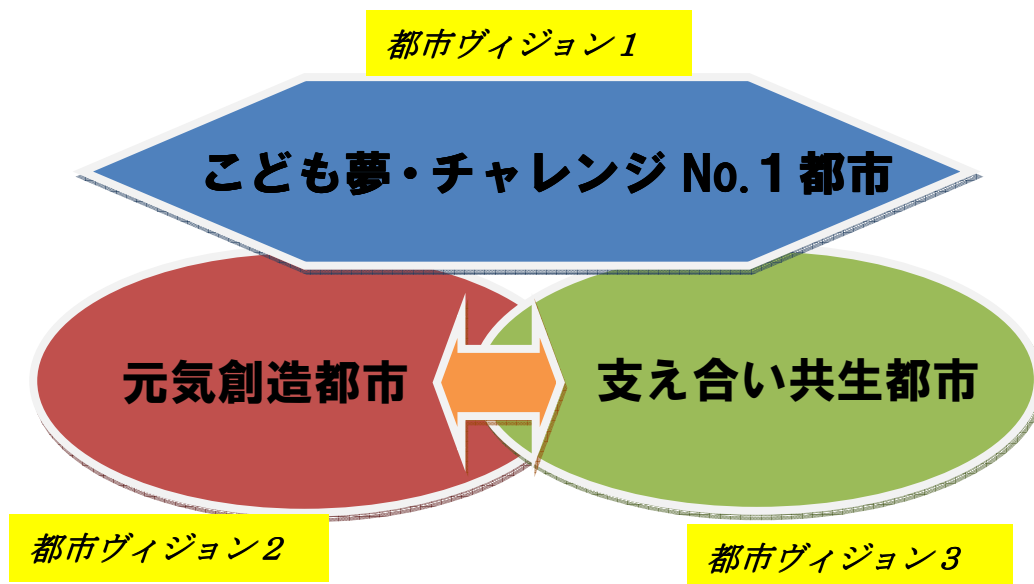 都市ヴィジョン１
こども夢・チャレンジ No.1 都市
元気創造都市
支え合い共生都市
都市ヴィジョン２
都市ヴィジョン３